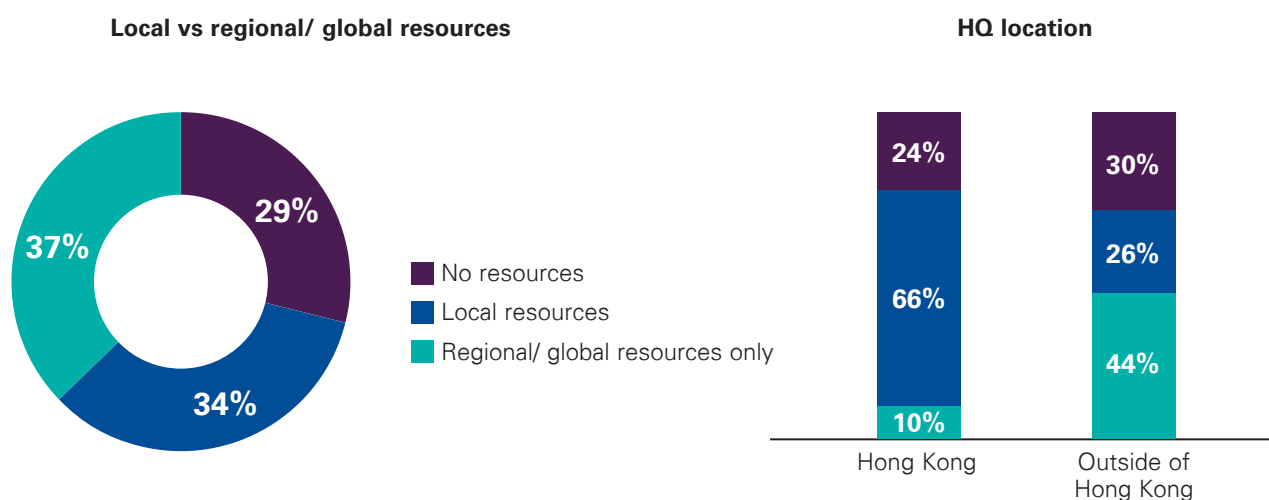 Local vs regional/ global resources
29%
34%
37%
No resources
Local resources
Regional/ global resources only
HQ location
24%
66%
10%
Hong Kong
30%
26%
44%
Outside of
Hong Kong